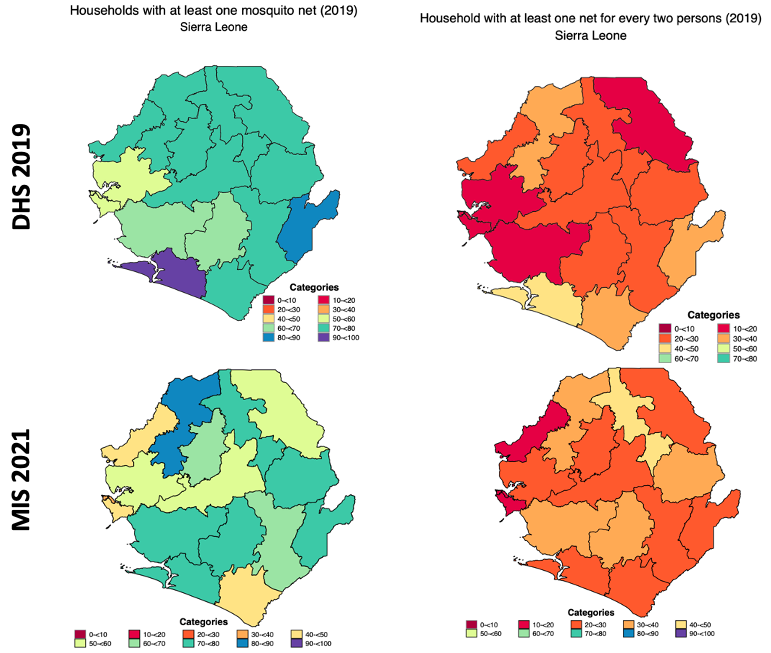 Households with at least one mosquito net (2019)
Sierra Leone
Household with at least one net for every two persons (2019)
Sierra Leone
DHS 2019
Categories
0-<10 10-<20
20-<30 30-<40
40-<50 50-<60
60-<70 70-<80
80-<90 90-<100
Categories
0-<10 10-<20
20-<30 30-<40
40-<50 50-<60
60-<70 70-<80
MIS 2021
Categories
0-<10 10-<20 20-<30 30-<40 40-<50
50-<60 60-<70 70-<80 80-<90 90-<100
Categories
0-<10 10-<20 20-<30 30-<40 40-<50
50-<60 60-<70 70-<80 80-<90 90-<100